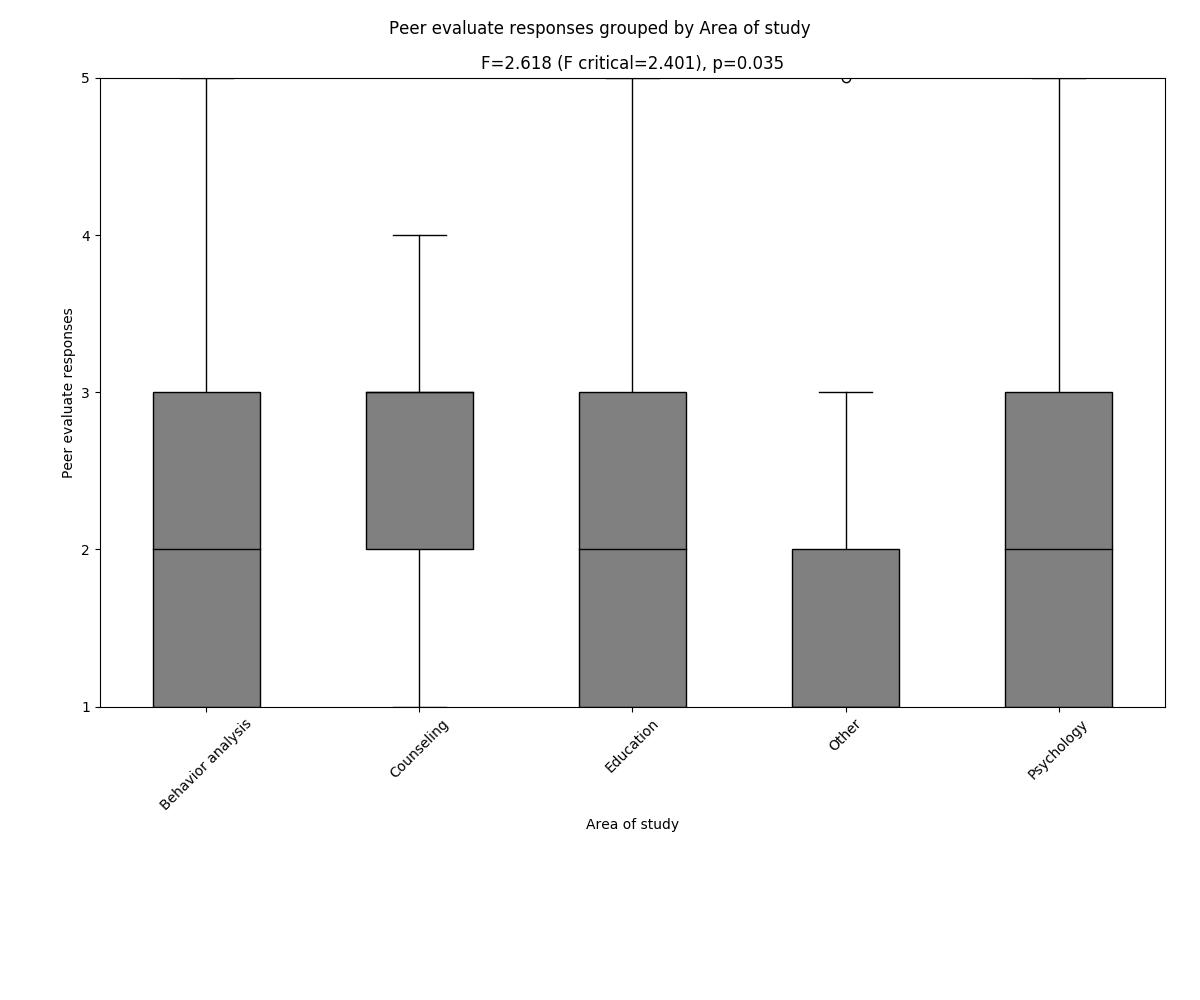 Peer evaluate responses grouped by Area of study
F=2.618 (F critical=2.401), p=0.035
5
4
3
2
1
Peer evaluate responses
Behavior analysis
Counseling
Education
Other
Psychology
Area of study